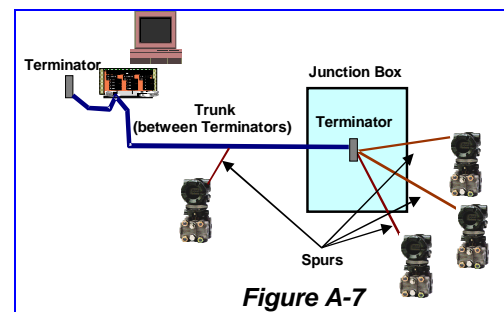 Terminator
Junction Box
Trunk
(between Terminators)
Terminator
Spurs
Figure A-7